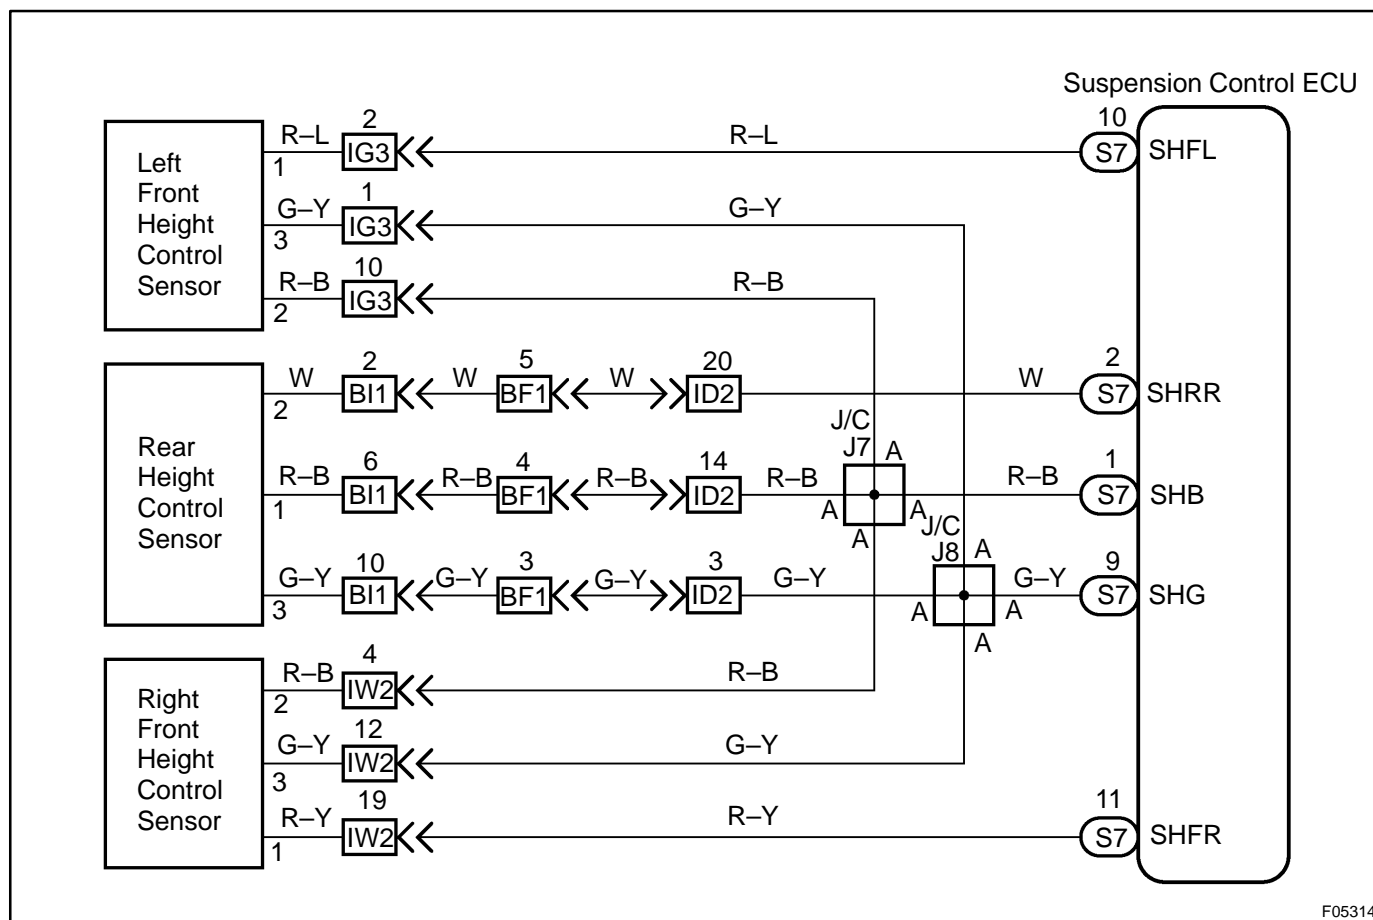 Suspension Control ECU
Left
Front
Height
Control
Sensor
R–L 2 IG3 R–L 10 S7 SHFL
1
G–Y 1 IG3 G–Y
3
R–B 10 IG3 R–B
2
Rear
Height
Control
Sensor
W 2 BI1 W 5 BF1 W 20 ID2 W 2 S7 SHRR
2
J/C
J7 A
R–B 6 BI1 R–B 4 BF1 R–B 14 ID2 R–B R–B 1 S7 SHB
1
A A
A
J/C
J8 A
G–Y 10 BI1 G–Y 3 BF1 G–Y 3 ID2 G–Y G–Y 9 S7 SHG
3
A A
A
Right
Front
Height
Control
Sensor
R–B 4 IW2 R–B
2
G–Y 12 IW2 G–Y
3
R–Y 19 IW2 R–Y 11 S7 SHFR
1
F05314